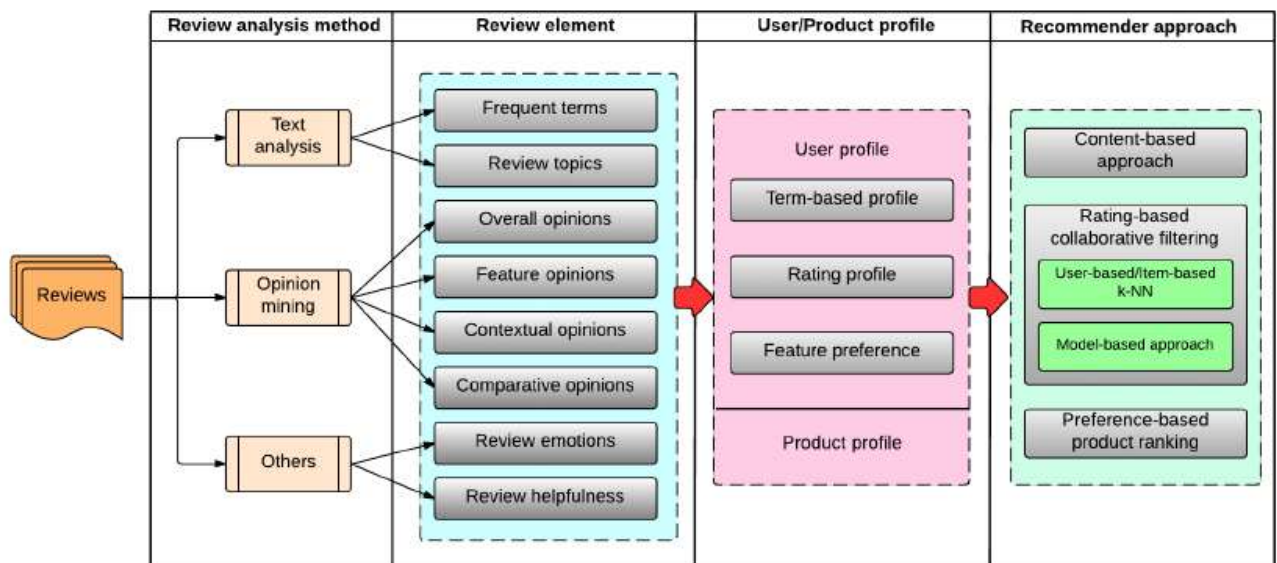 Review analysis method
Review element
User/Product profile
Recommender approach
Reviews
Text
analysis
Opinion
mining
Others
Frequent terms
Review topics
Overall opinions
Feature opinions
Contextual opinions
Comparative opinions
Review emotions
Review helpfulness
User profile
Term-based profile
Rating profile
Feature preference
Product profile
Content-based
approach
Rating-based
collaborative filtering
User-based/Item-based
k-NN
Model-based approach
Preference-based
product ranking